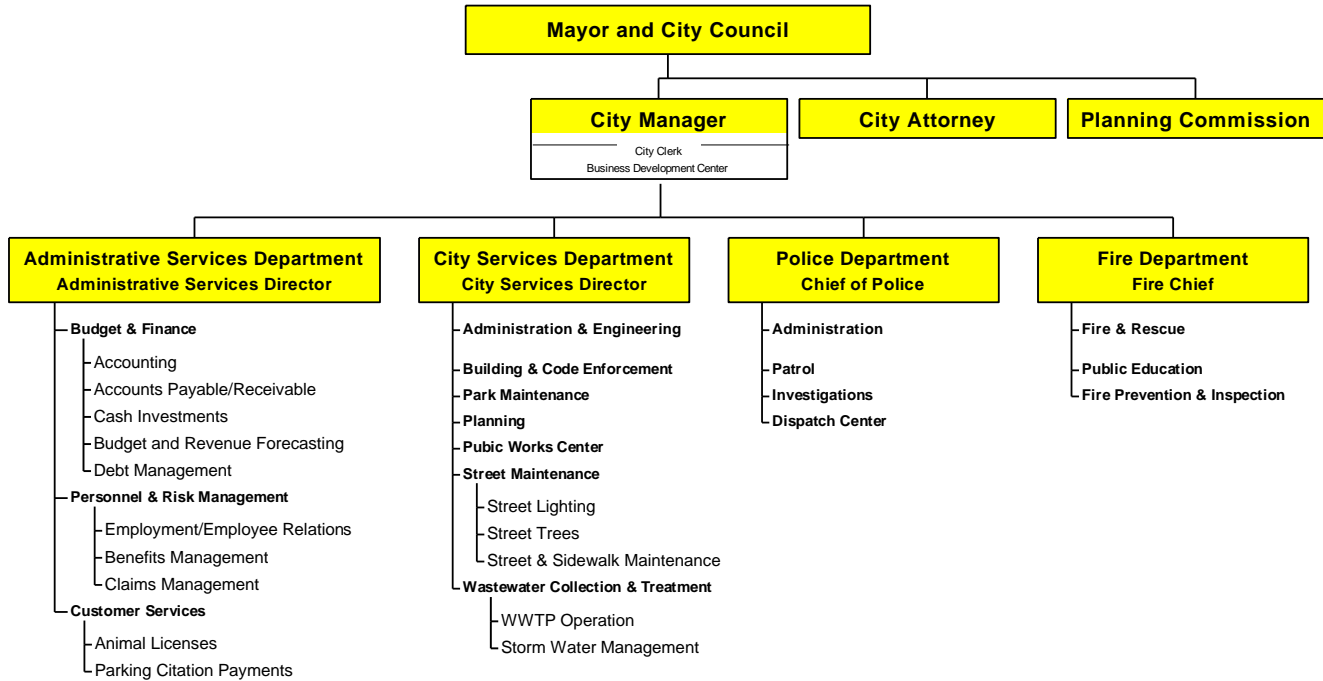 Mayor and City Council
City Manager
City Clerk
Business Development Center
City Attorney
Planning Commission
Administrative Services Department
Administrative Services Director
Budget & Finance
Accounting
Accounts Payable/Receivable
Cash Investments
Budget and Revenue Forecasting
Debt Management
Personnel & Risk Management
Employment/Employee Relations
Benefits Management
Claims Management
Customer Services
Animal Licenses
Parking Citation Payments
City Services Department
City Services Director
Administration & Engineering
Building & Code Enforcement
Park Maintenance
Planning
Pubic Works Center
Street Maintenance
Street Lighting
Street Trees
Street & Sidewalk Maintenance
Wastewater Collection & Treatment
WWTP Operation
Storm Water Management
Police Department
Chief of Police
Administration
Patrol
Investigations
Dispatch Center
Fire Department
Fire Chief
Fire & Rescue
Public Education
Fire Prevention & Inspection